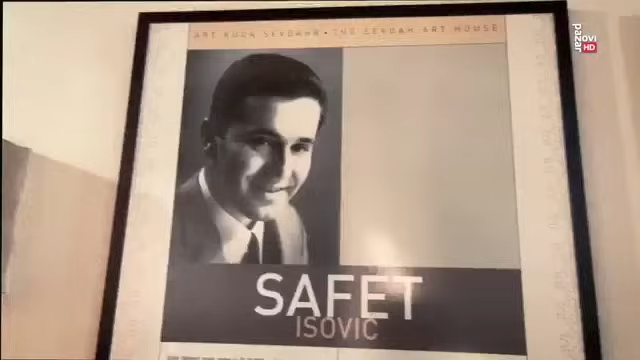 ART KUĆA SEVDAHA • THE SEVDAH ART HOUSE
SAFET
ISOVIĆ
novi
pazar
HD